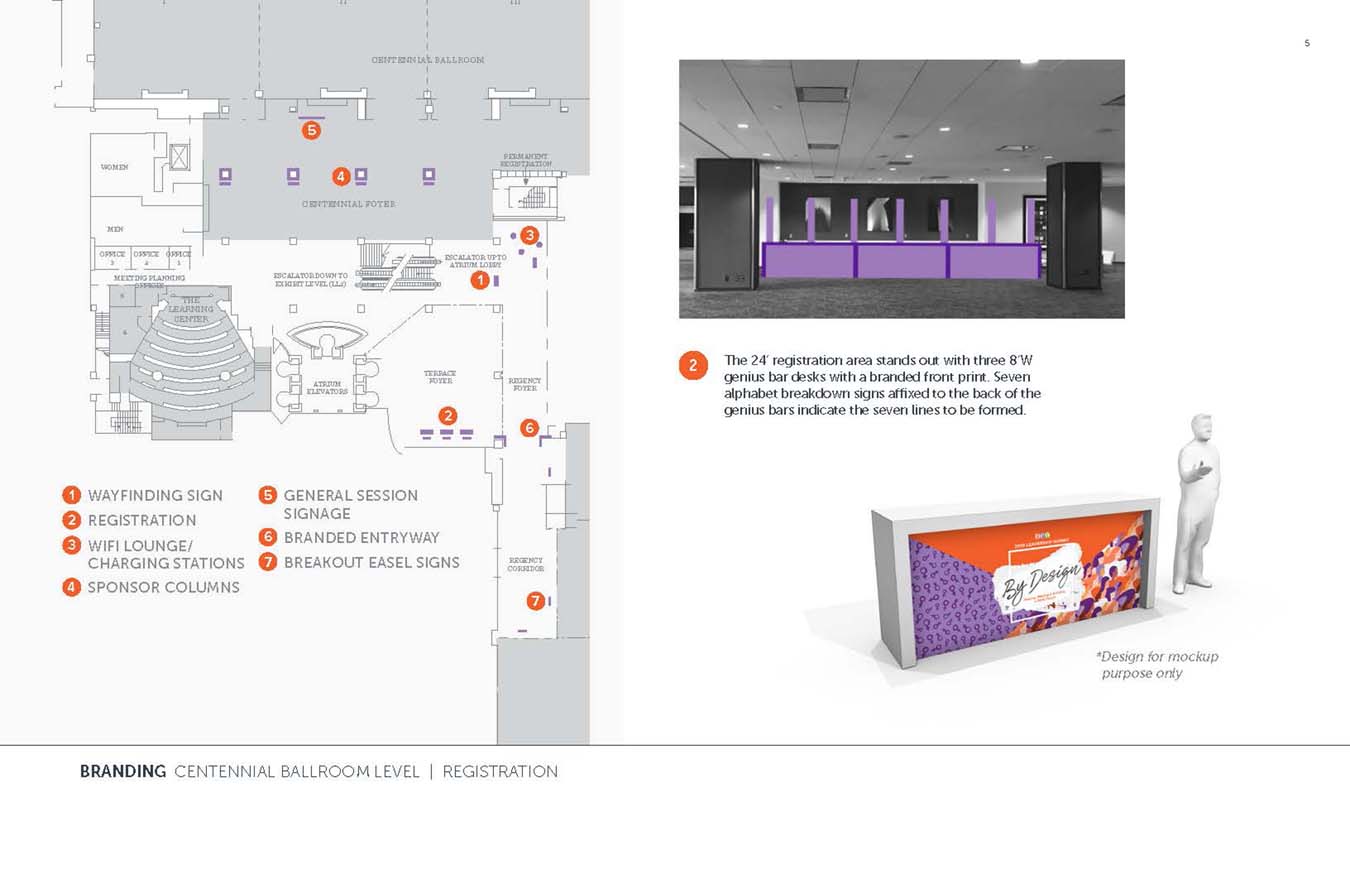 I
II
III
CENTENNIAL BALLROOM
5
WOMEN
4
PERMANENT
REGISTRATION
CENTENNIAL FOYER
MEN
3
OFFICE
3
OFFICE
2
OFFICE
1
MEETING PLANNING
OFFICES
ESCALATOR DOWN TO
EXHIBIT LEVEL (LL2)
ESCALATOR UP TO
ATRIUM LOBBY
1
THE
LEARNING
CENTER
ATRIUM
ELEVATORS
TERRACE
FOYER
REGENCY
FOYER
2
6
REGENCY
CORRIDOR
7
1 WAYFINDING SIGN
2 REGISTRATION
3 WIFI LOUNGE/
CHARGING STATIONS
4 SPONSOR COLUMNS
5 GENERAL SESSION
SIGNAGE
6 BRANDED ENTRYWAY
7 BREAKOUT EASEL SIGNS
5
2
The 24’ registration area stands out with three 8’W
genius bar desks with a branded front print. Seven
alphabet breakdown signs affixed to the back of the
genius bars indicate the seven lines to be formed.
By Design
*Design for mockup
purpose only
BRANDING CENTENNIAL BALLROOM LEVEL | REGISTRATION